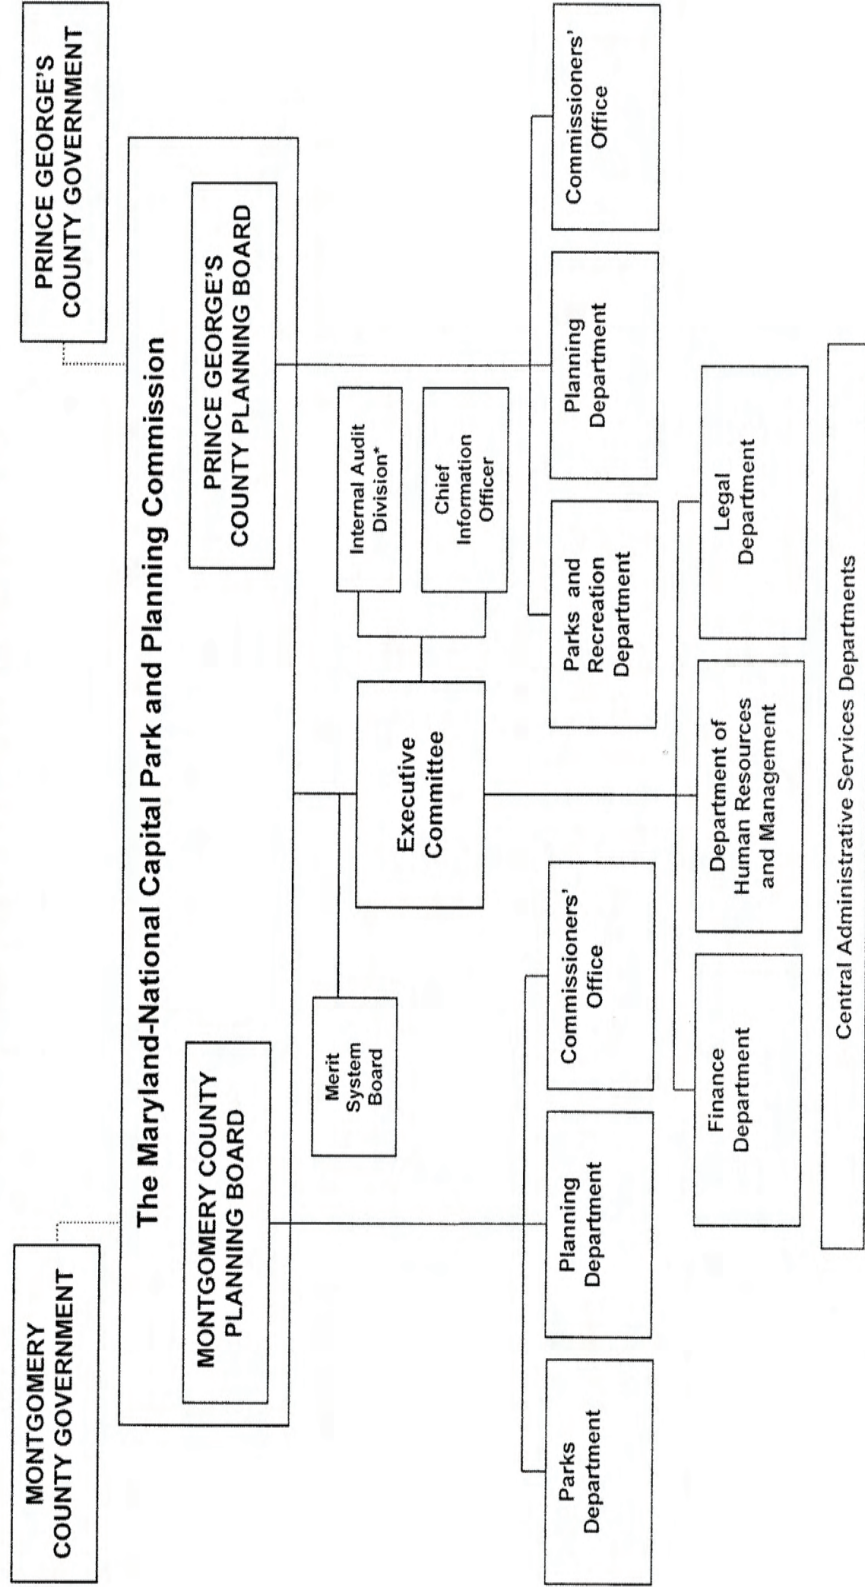 MONTGOMERY
COUNTY GOVERNMENT
PRINCE GEORGE'S
COUNTY GOVERNMENT
The Maryland-National Capital Park and Planning Commission
MONTGOMERY COUNTY
PLANNING BOARD
PRINCE GEORGE'S
COUNTY PLANNING BOARD
Merit
System
Board
Executive
Committee
Internal Audit
Division*
Chief
Information
Officer
Parks
Department
Planning
Department
Commissioners'
Office
Parks and
Recreation
Department
Planning
Department
Commissioners'
Office
Finance
Department
Department of
Human Resources
and Management
Legal
Department
Central Administrative Services Departments